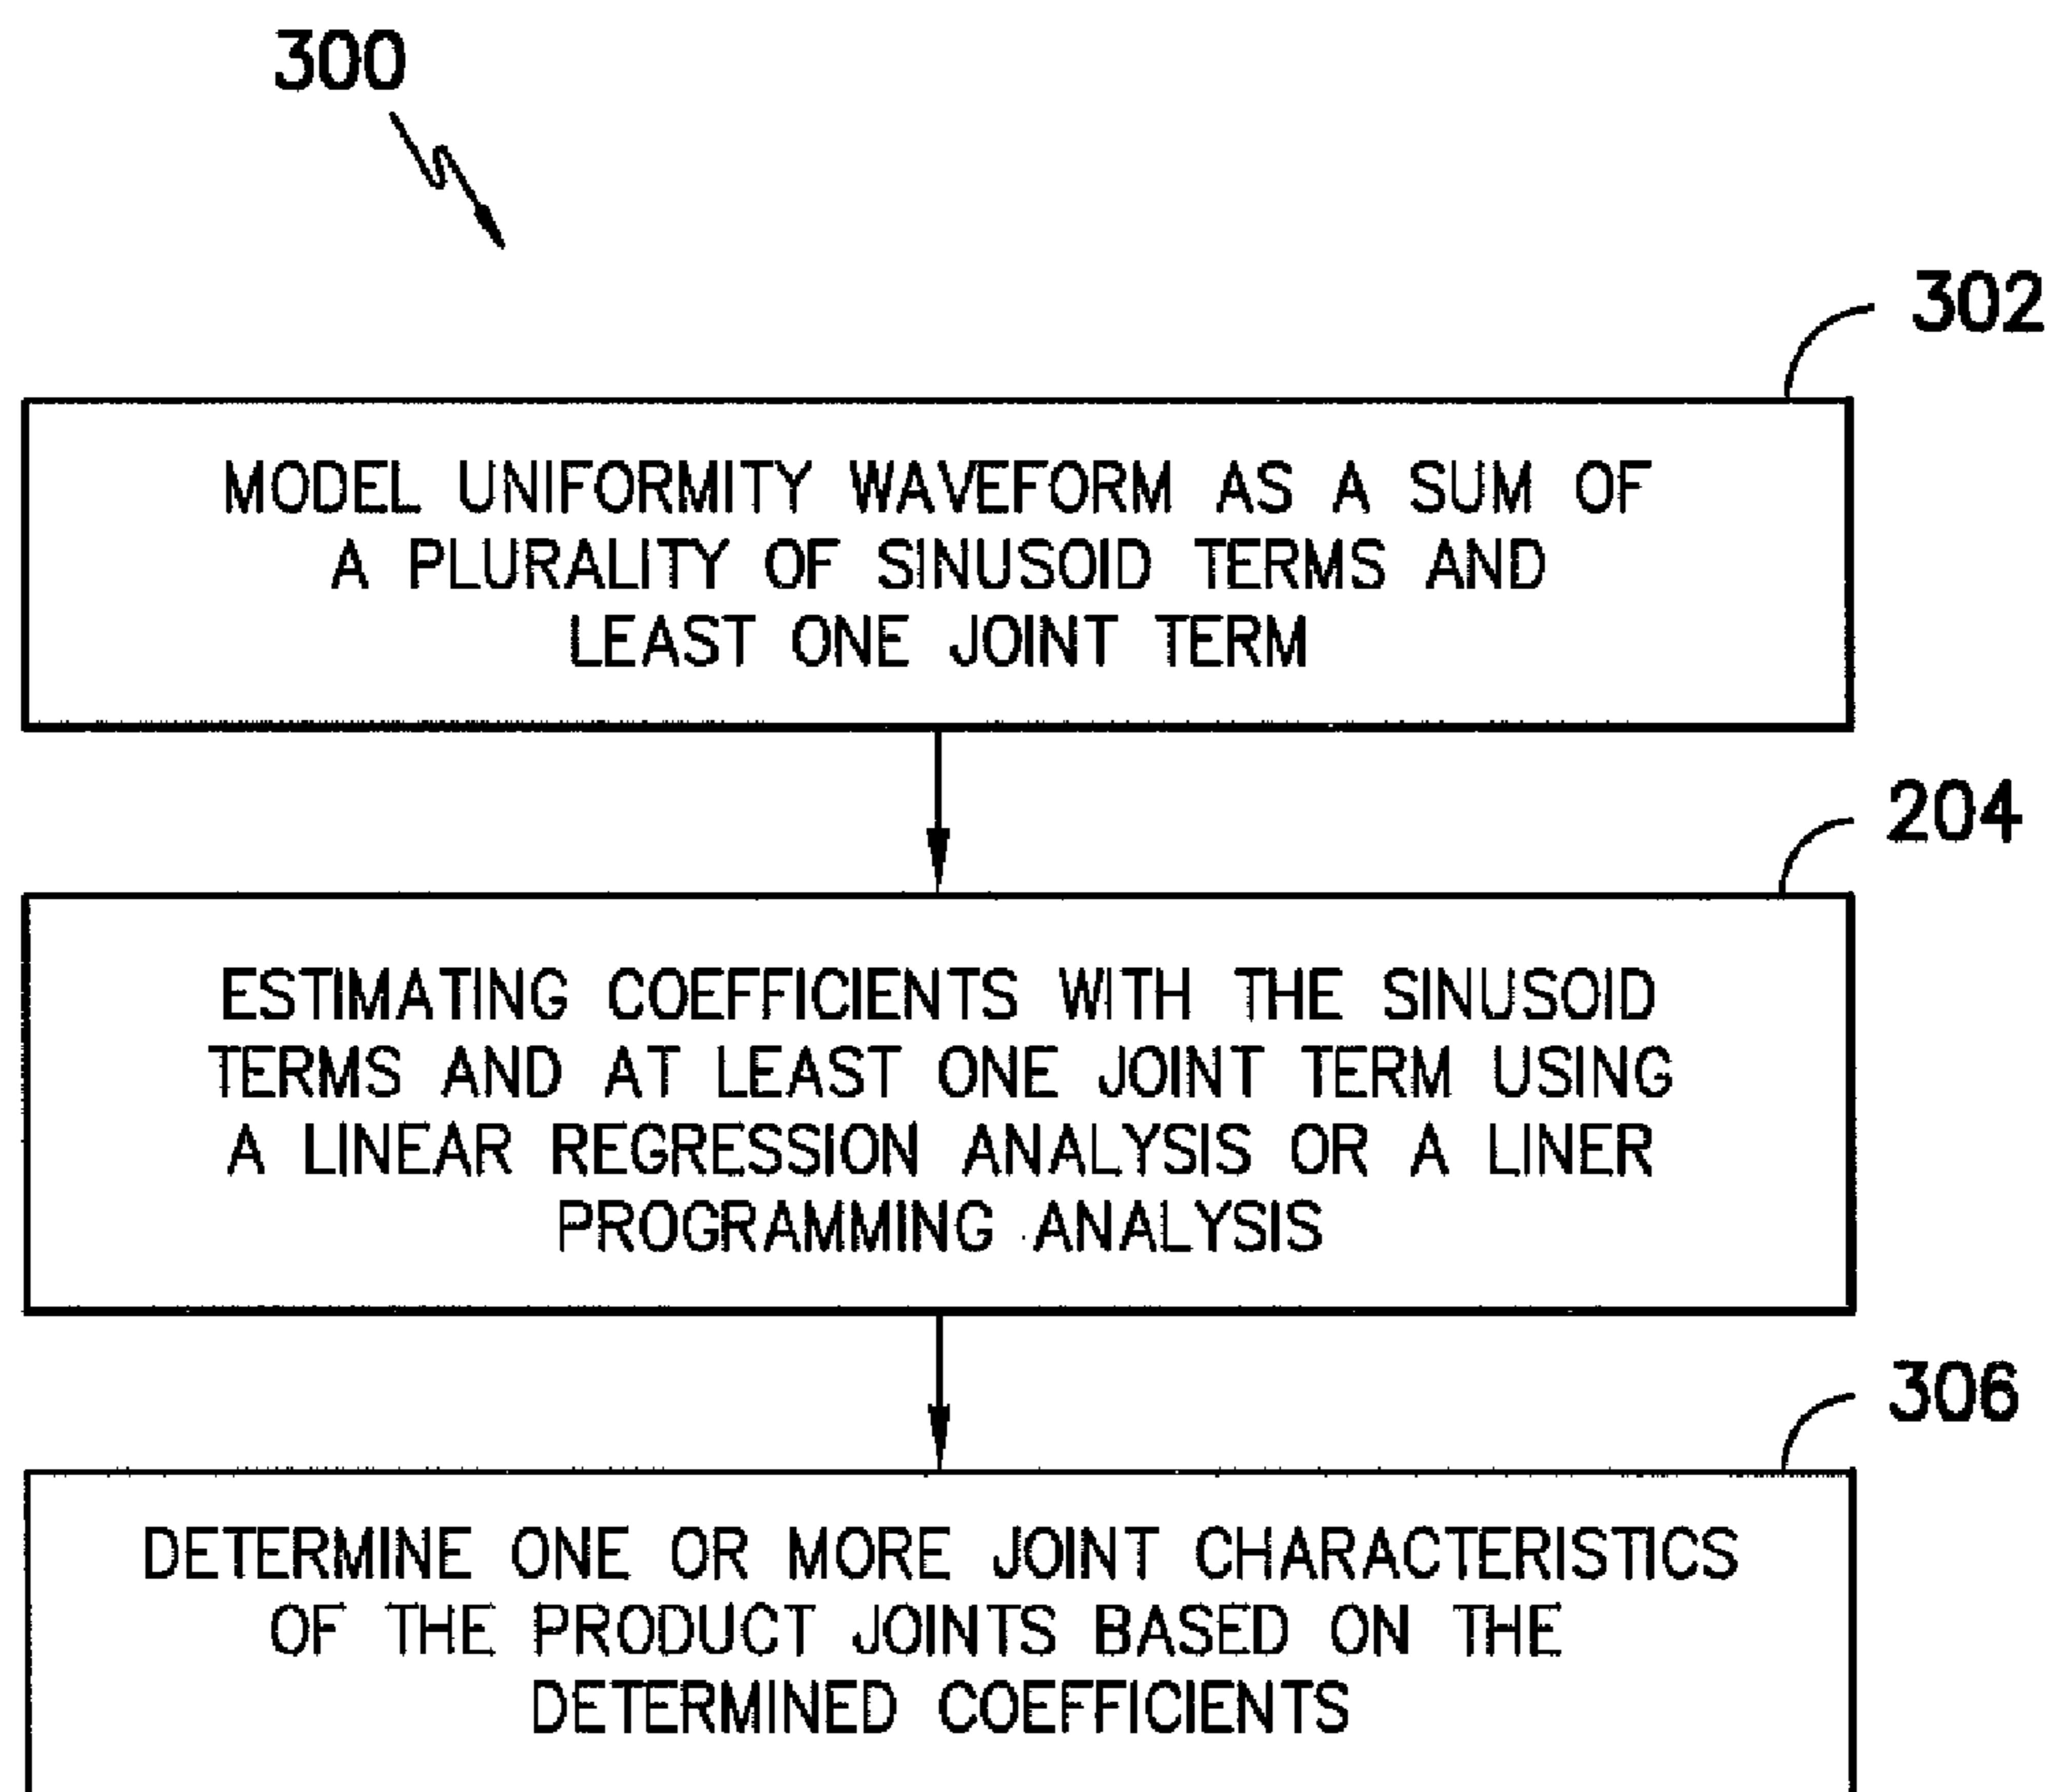 300
302
MODEL UNIFORMITY WAVEFORM AS A SUM OF
A PLURALITY OF SINUSOID TERMS AND
LEAST ONE JOINT TERM
204
ESTIMATING COEFFICIENTS WITH THE SINUSOID
TERMS AND AT LEAST ONE JOINT TERM USING
A LINEAR REGRESSION ANALYSIS OR A LINER
PROGRAMMING ANALYSIS
306
DETERMINE ONE OR MORE JOINT CHARACTERISTICS
OF THE PRODUCT JOINTS BASED ON THE
DETERMINED COEFFICIENTS